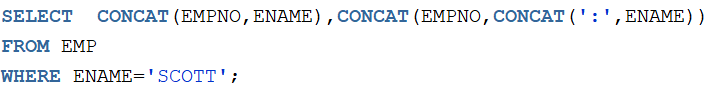 SELECT  CONCAT(EMPNO,ENAME),CONCAT(EMPNO,CONCAT(':',ENAME))
FROM EMP
WHERE ENAME='SCOTT';